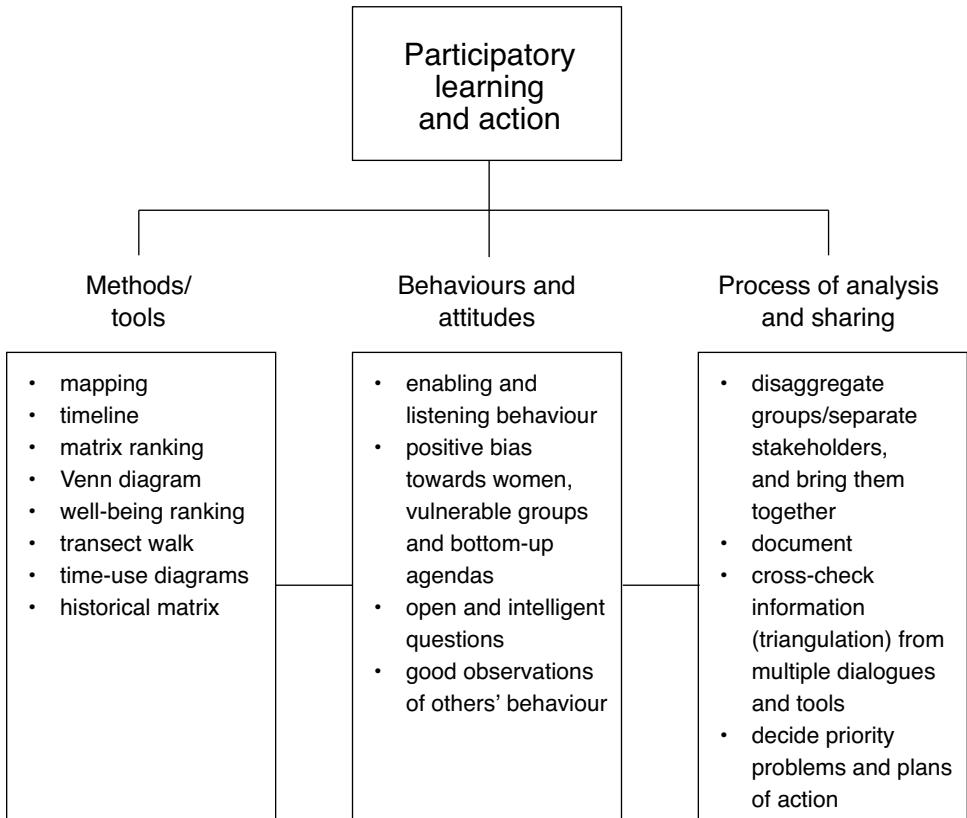 Participatory
learning
and action
Methods/
tools
• mapping
• timeline
• matrix ranking
• Venn diagram
• well-being ranking
• transect walk
• time-use diagrams
• historical matrix
Behaviours and
attitudes
• enabling and
listening behaviour
• positive bias
towards women,
vulnerable groups
and bottom-up
agendas
• open and intelligent
questions
• good observations
of others’ behaviour
Process of analysis
and sharing
• disaggregate
groups/separate
stakeholders,
and bring them
together
• document
• cross-check
information
(triangulation) from
multiple dialogues
and tools
• decide priority
problems and plans
of action